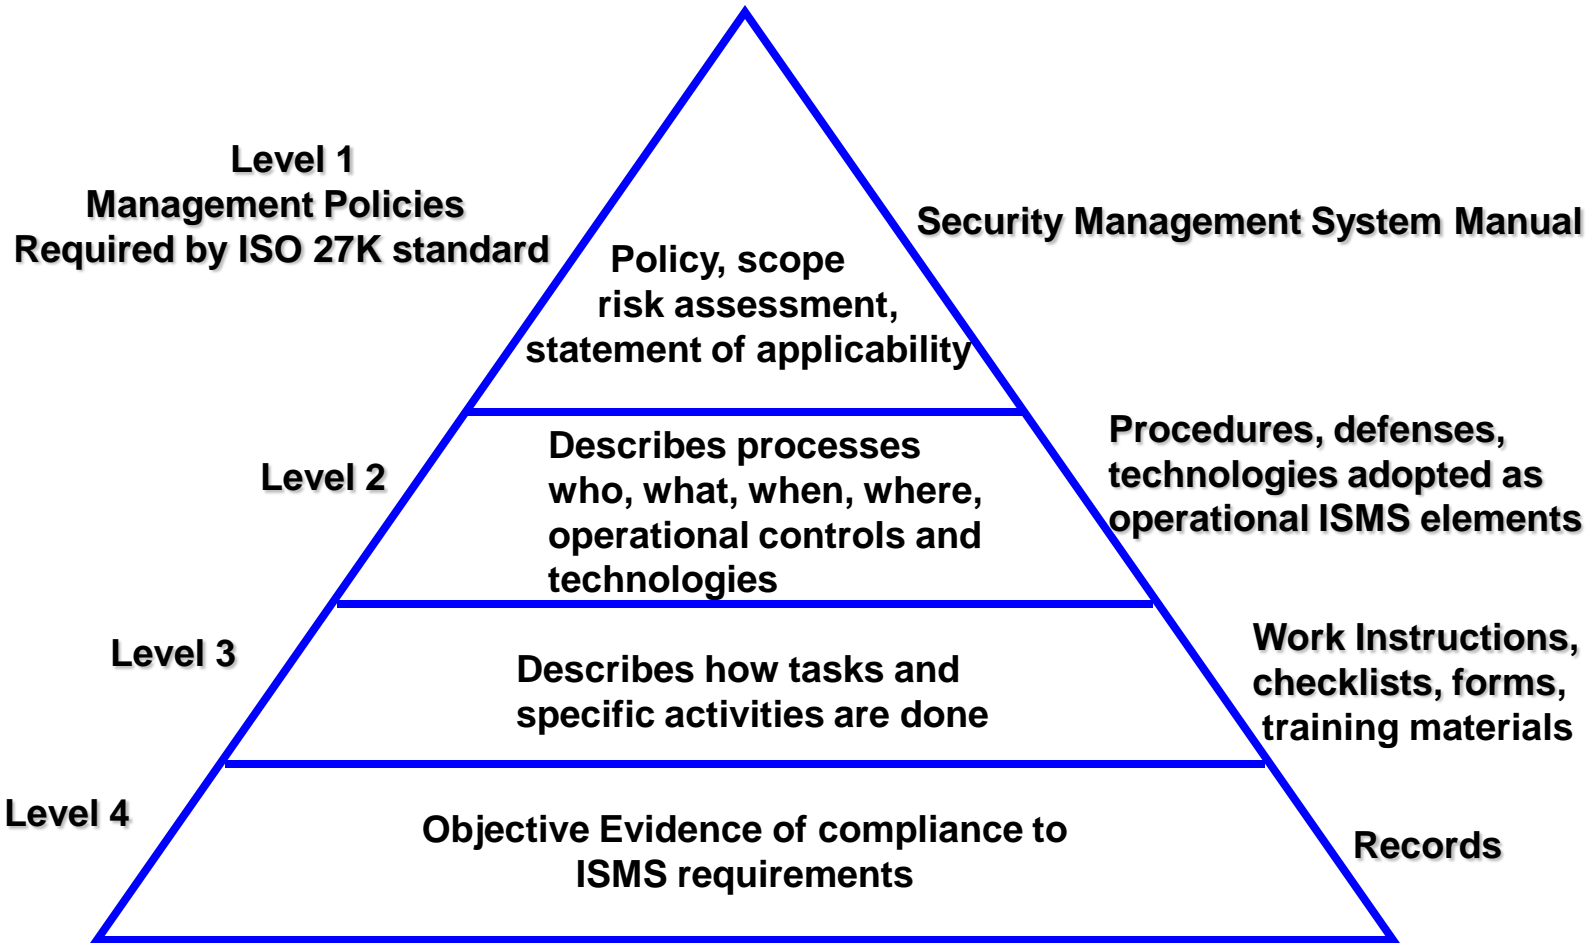 Level 1
Management Policies
Required by ISO 27K standard
Policy, scope
risk assessment,
statement of applicability
Security Management System Manual
Level 2
Describes processes
who, what, when, where,
operational controls and
technologies
Procedures, defenses,
technologies adopted as
operational ISMS elements
Level 3
Describes how tasks and
specific activities are done
Work Instructions,
checklists, forms,
training materials
Level 4
Objective Evidence of compliance to
ISMS requirements
Records